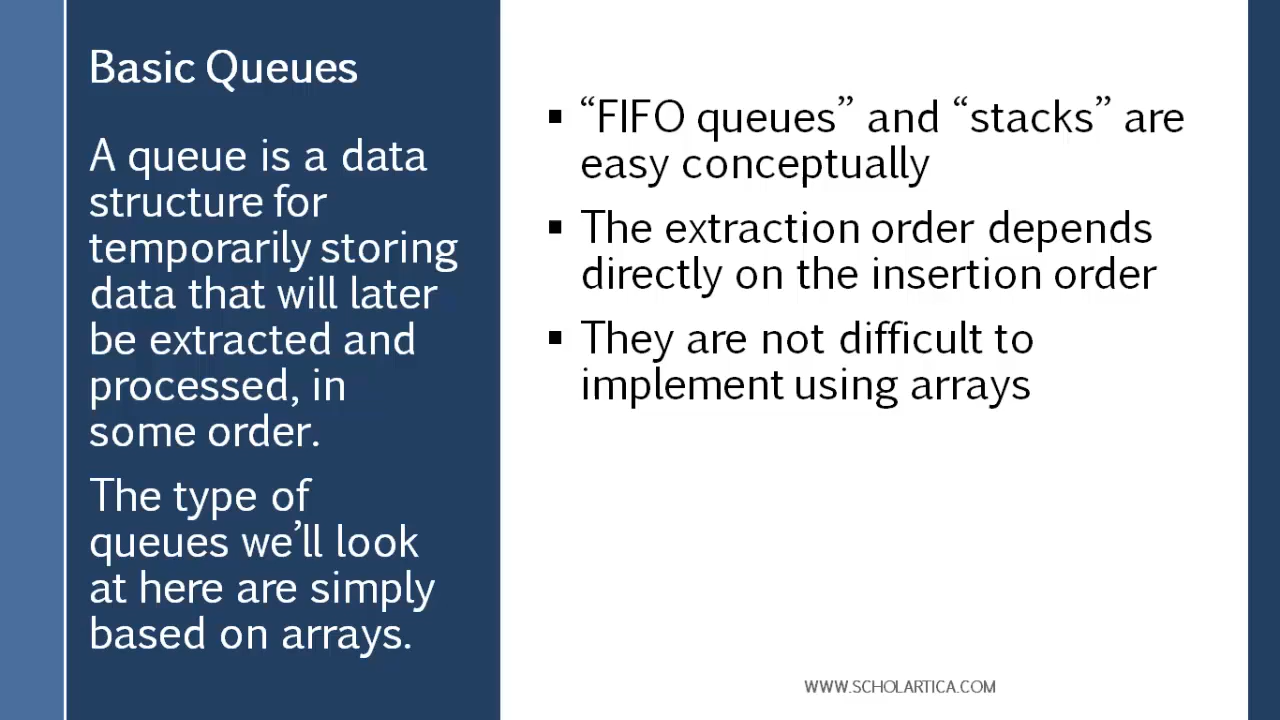 Basic Queues
A queue is a data
structure for
temporarily storing
data that will later
be extracted and
processed, in
some order.
The type of
queues we’ll look
at here are simply
based on arrays.
▪ “FIFO queues” and “stacks” are
easy conceptually
▪ The extraction order depends
directly on the insertion order
▪ They are not difficult to
implement using arrays
WWW.SCHOLARTICA.COM